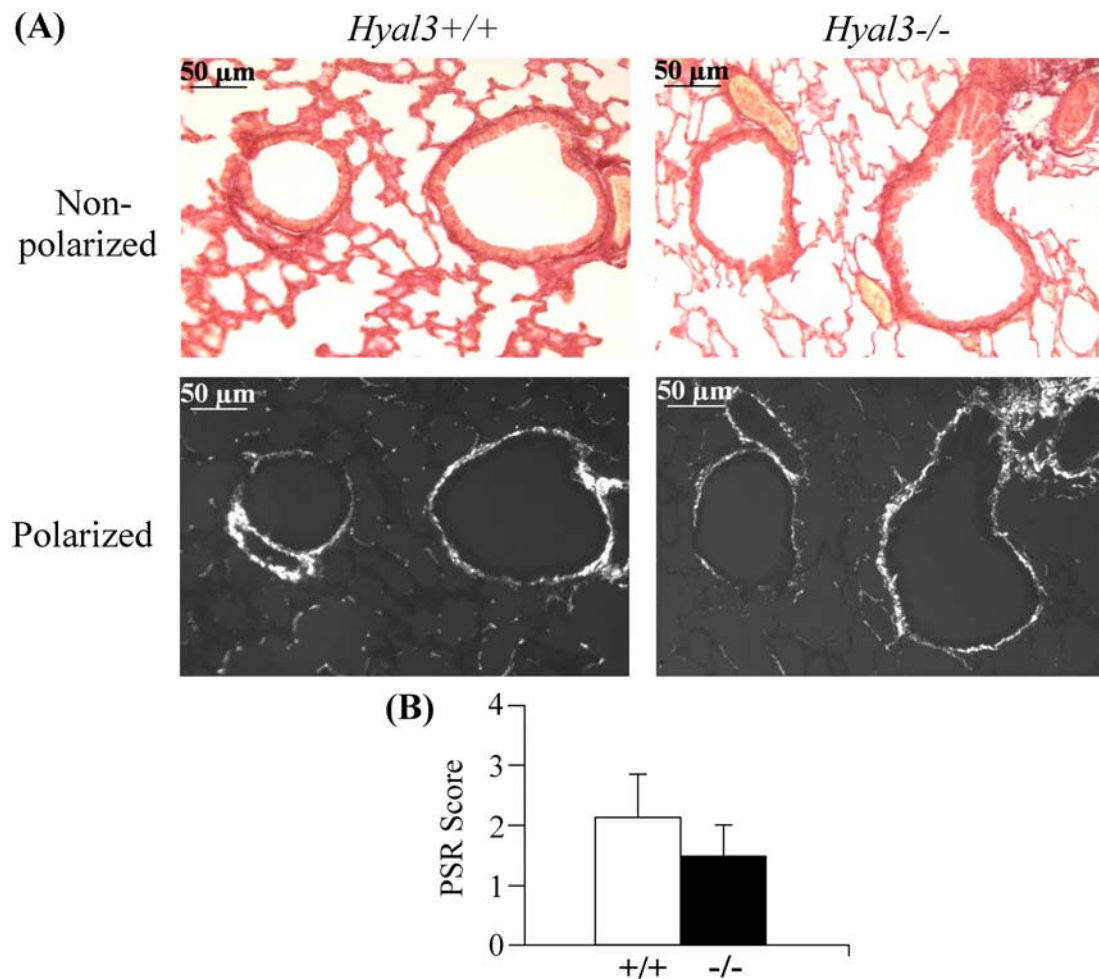 (A)
Hyal3+/+ Hyal3-/-
50 µm 50 µm
Non-
polarized
50 µm 50 µm
Polarized
(B)
4
3
2
1
0
PSR Score
+/+ -/-